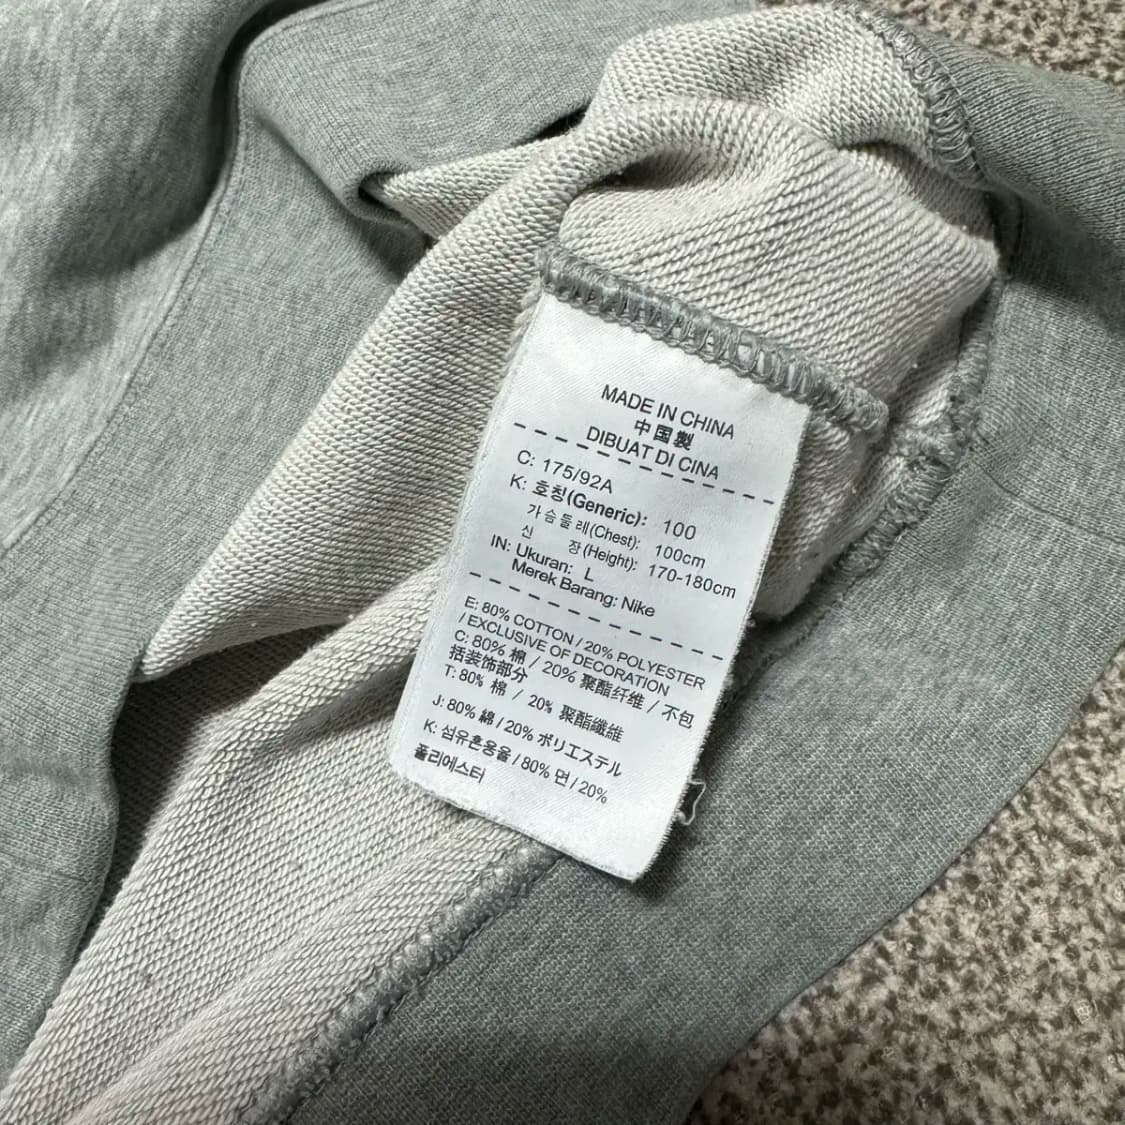 MADE IN CHINA
中国製
DIBUAT DI CINA
C: 175/92A
K: 호칭(Generic): 100
가슴둘레(Chest): 100cm
신 장(Height): 170-180cm
IN: Ukuran: L
Merek Barang: Nike
E: 80% COTTON / 20% POLYESTER
/ EXCLUSIVE OF DECORATION
C: 80% 棉 / 20% 聚酯纤维 / 不包
括装饰部分
T: 80% 棉 / 20% 聚酯纖維
J: 80% 綿 / 20% ポリエステル
K: 섬유혼용율 / 80% 면 / 20%
폴리에스터